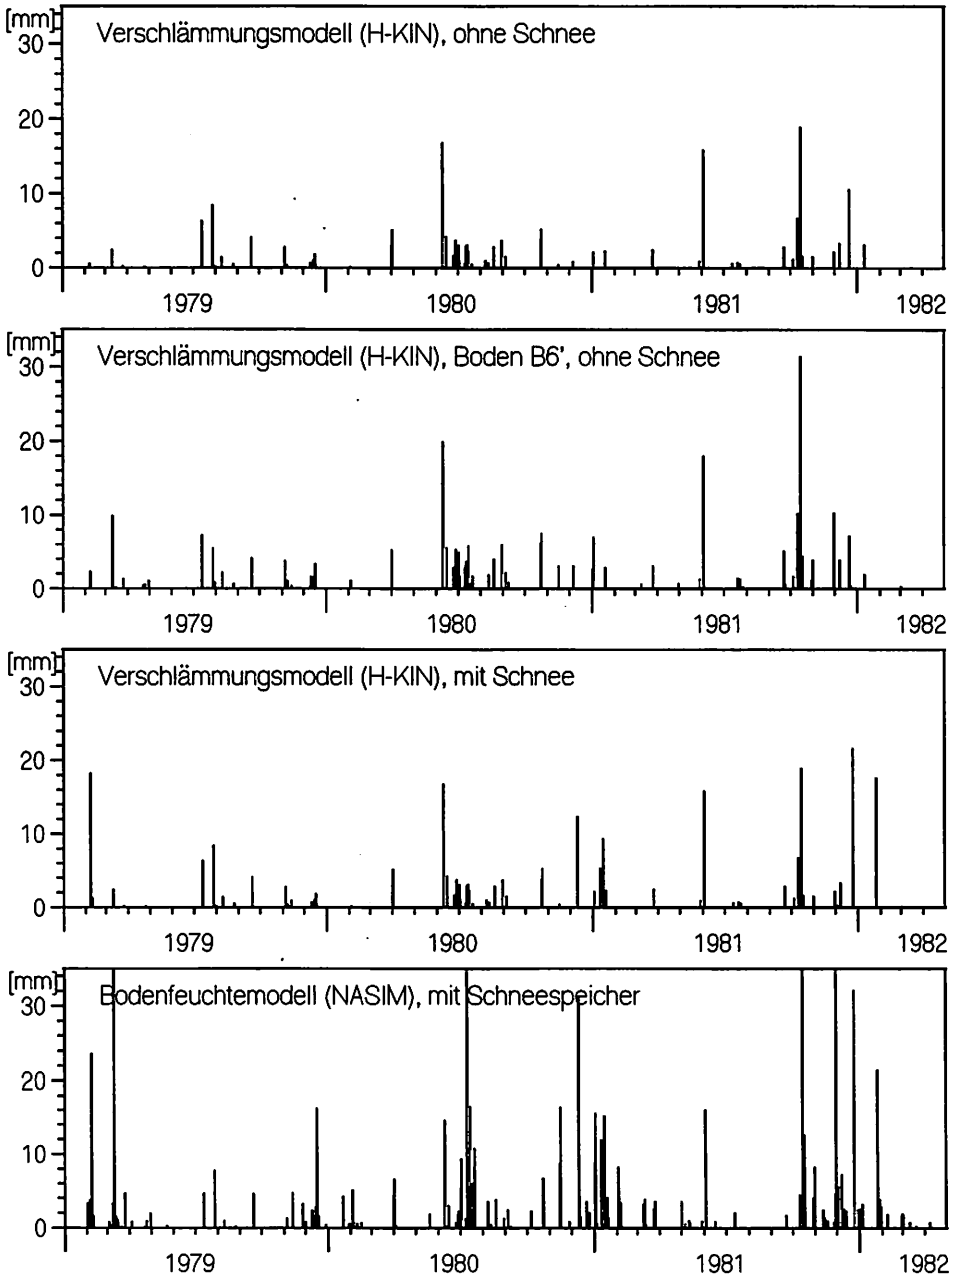 [mm] Verschlämmungsmodell (H-KIN), ohne Schnee
30
20
10
0
1979 1980 1981 1982
[mm] Verschlämmungsmodell (H-KIN), Boden B6', ohne Schnee
30
20
10
0
1979 1980 1981 1982
[mm] Verschlämmungsmodell (H-KIN), mit Schnee
30
20
10
0
1979 1980 1981 1982
[mm] Bodenfeuchtemodell (NASIM), mit Schneespeicher
30
20
10
0
1979 1980 1981 1982